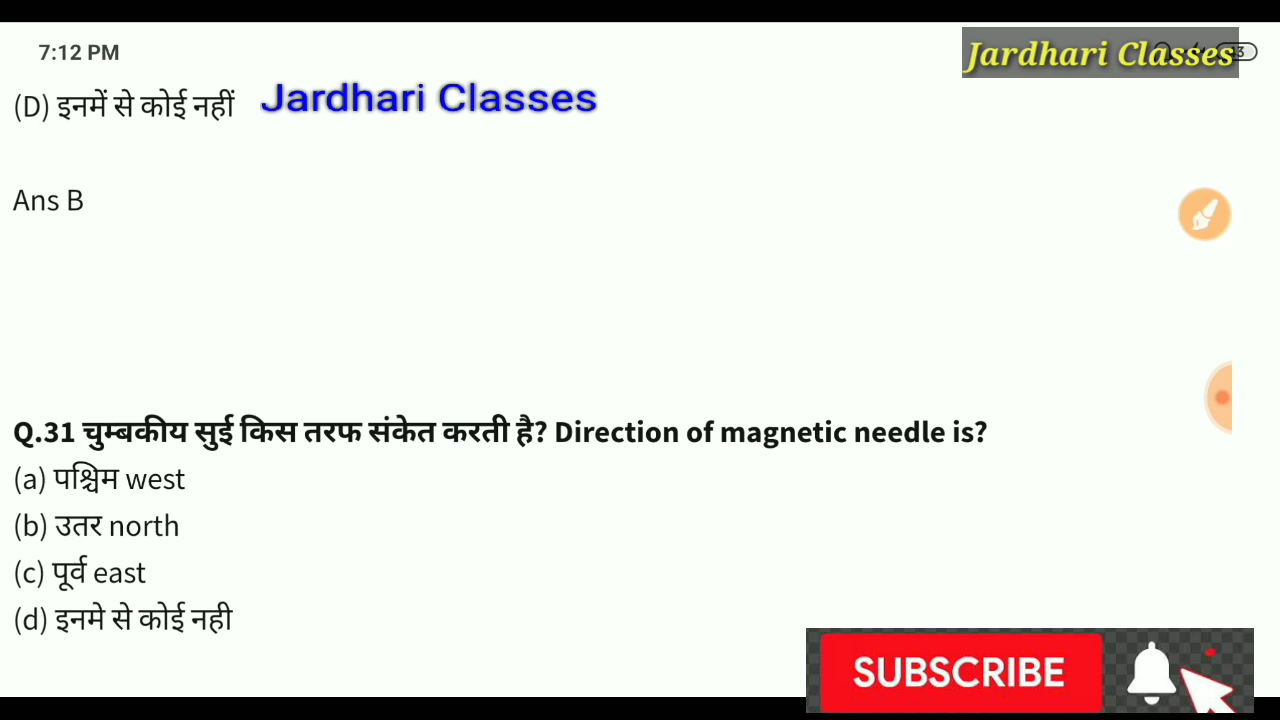 7:12 PM
Jardhari Classes
(D) इनमें से कोई नहीं Jardhari Classes
Ans B
Q.31 चुम्बकीय सुई किस तरफ संकेत करती है? Direction of magnetic needle is?
(a) पश्चिम west
(b) उतर north
(c) पूर्व east
(d) इनमे से कोई नही
SUBSCRIBE